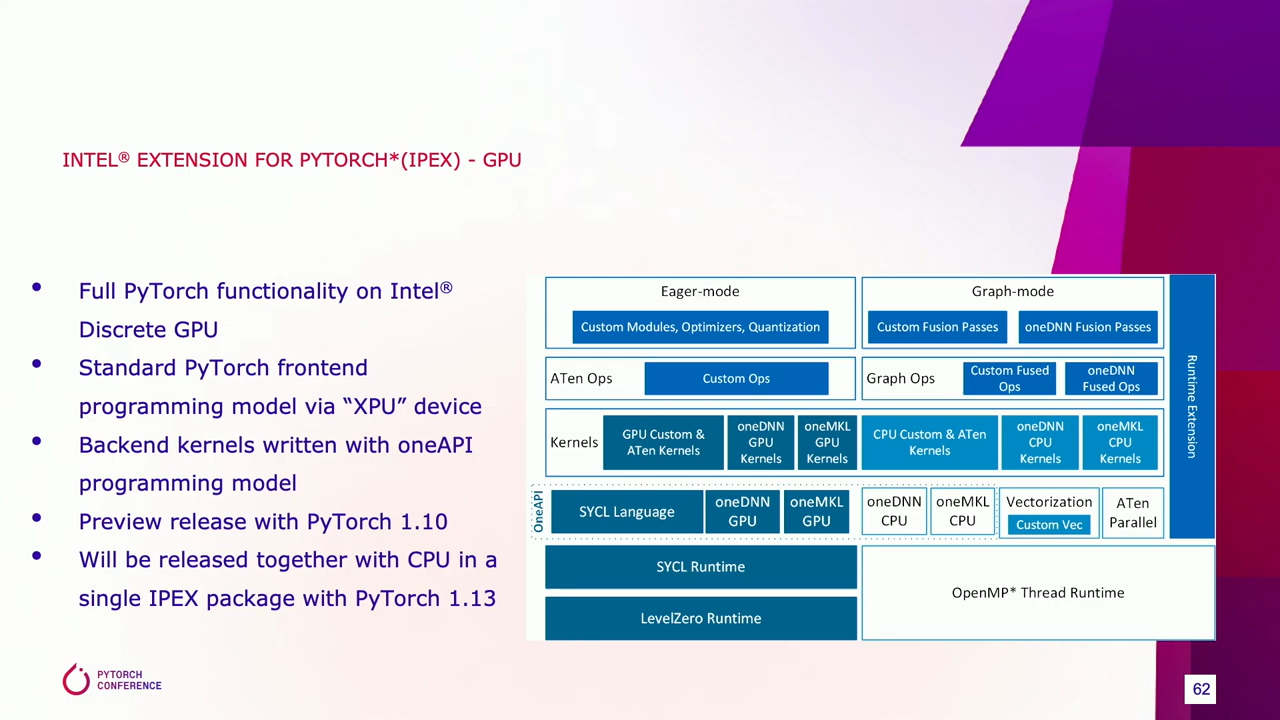 INTEL® EXTENSION FOR PYTORCH*(IPEX) - GPU
• Full PyTorch functionality on Intel®
Discrete GPU
• Standard PyTorch frontend
programming model via “XPU” device
• Backend kernels written with oneAPI
programming model
• Preview release with PyTorch 1.10
• Will be released together with CPU in a
single IPEX package with PyTorch 1.13
Eager-mode
Custom Modules, Optimizers, Quantization
Graph-mode
Custom Fusion Passes
oneDNN Fusion Passes
ATen Ops
Custom Ops
Graph Ops
Custom Fused
Ops
oneDNN
Fused Ops
Kernels
GPU Custom &
ATen Kernels
oneDNN
GPU
Kernels
oneMKL
GPU
Kernels
CPU Custom & ATen
Kernels
oneDNN
CPU
Kernels
oneMKL
CPU
Kernels
OneAPI
SYCL Language
oneDNN
GPU
oneMKL
GPU
oneDNN
CPU
oneMKL
CPU
Vectorization
Custom Vec
ATen
Parallel
Runtime Extension
SYCL Runtime
LevelZero Runtime
OpenMP* Thread Runtime
PYTORCH
CONFERENCE
62